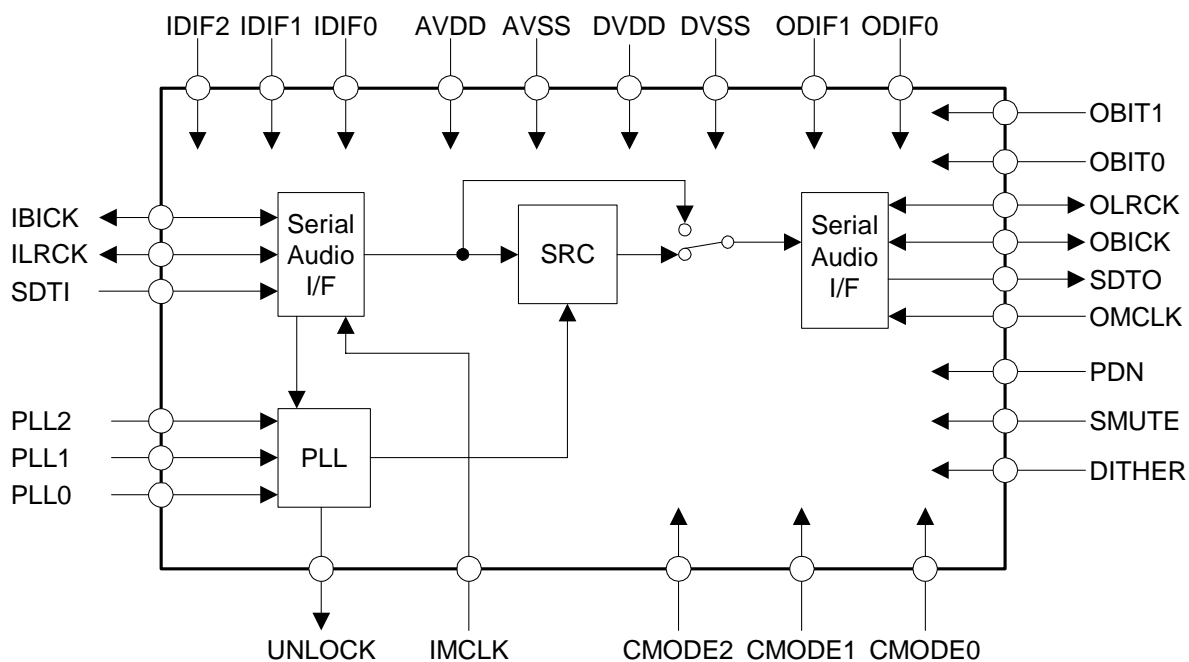 IDIF2 IDIF1 IDIF0 AVDD AVSS DVDD DVSS ODIF1 ODIF0
OBIT1
OBIT0
IBICK
ILRCK
SDTI
Serial
Audio
I/F
SRC
Serial
Audio
I/F
OLRCK
OBICK
SDTO
OMCLK
PDN
SMUTE
DITHER
PLL2
PLL1
PLL0
PLL
UNLOCK IMCLK CMODE2 CMODE1 CMODE0